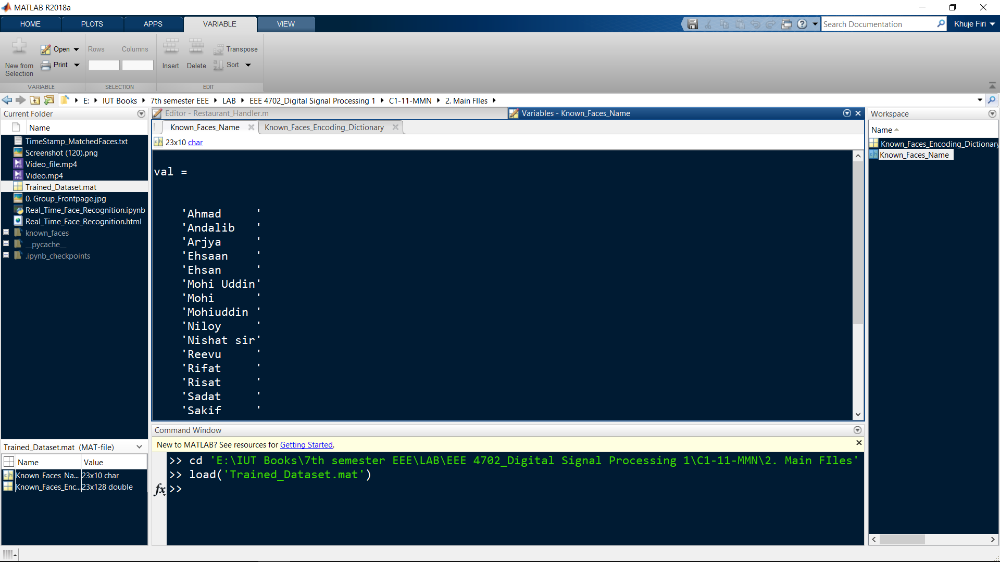 MATLAB R2018a
HOME PLOTS APPS VARIABLE VIEW Search Documentation Khuje Firi
New from Selection Open Print Rows Columns Insert Delete Transpose Sort
VARIABLE SELECTION EDIT
E: IUT Books 7th semester EEE LAB EEE 4702_Digital Signal Processing 1 C1-11-MMN 2. Main FIles
Current Folder
Name
TimeStamp_MatchedFaces.txt
Screenshot (120).png
Video_file.mp4
Video.mp4
Trained_Dataset.mat
0. Group_Frontpage.jpg
Real_Time_Face_Recognition.ipynb
Real_Time_Face_Recognition.html
known_faces
__pycache__
.ipynb_checkpoints
Trained_Dataset.mat (MAT-file)
Name Value
Known_Faces_Na... 23x10 char
Known_Faces_Enc... 23x128 double
Editor - Restaurant_Handler.m
Variables - Known_Faces_Name
Known_Faces_Name Known_Faces_Encoding_Dictionary
23x10 char
val =
'Ahmad     '
'Andalib   '
'Arjya     '
'Ehsaan    '
'Ehsan     '
'Mohi Uddin'
'Mohi      '
'Mohiuddin '
'Niloy     '
'Nishat sir'
'Reevu     '
'Rifat     '
'Risat     '
'Sadat     '
'Sakif     '
Command Window
New to MATLAB? See resources for Getting Started.
>> cd 'E:\IUT Books\7th semester EEE\LAB\EEE 4702_Digital Signal Processing 1\C1-11-MMN\2. Main FIles'
>> load('Trained_Dataset.mat')
fx >>
Workspace
Name
Known_Faces_Encoding_Dictionary
Known_Faces_Name